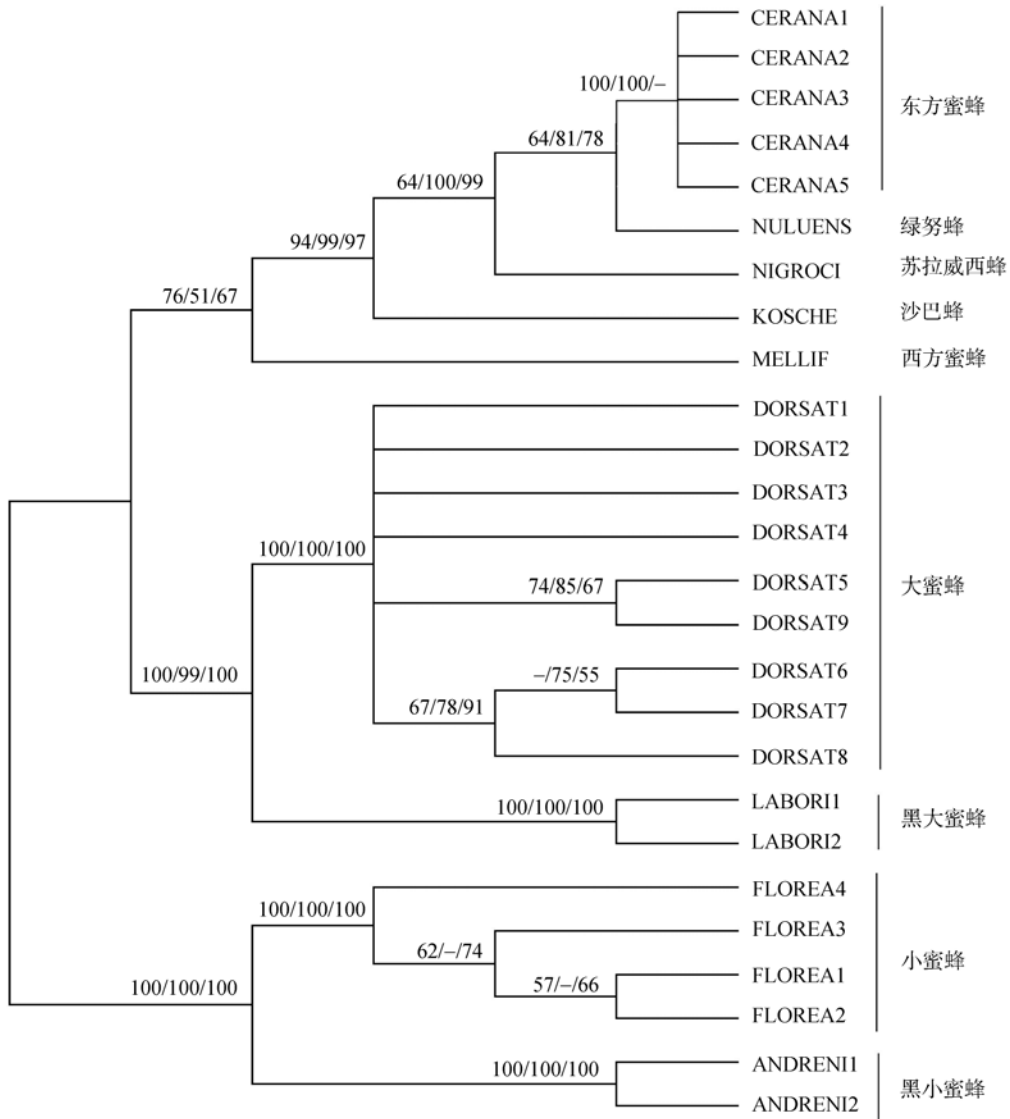 CERANA1
CERANA2
100/100/–
CERANA3
东方蜜蜂
64/81/78
CERANA4
64/100/99
CERANA5
NULUENS
绿努蜂
94/99/97
NIGROCI
苏拉威西蜂
76/51/67
KOSCHE
沙巴蜂
MELLIF
西方蜜蜂
DORSAT1
DORSAT2
DORSAT3
DORSAT4
100/100/100
74/85/67
DORSAT5
大蜜蜂
DORSAT9
100/99/100
–/75/55
DORSAT6
67/78/91
DORSAT7
DORSAT8
100/100/100
LABORI1
黑大蜜蜂
LABORI2
FLOREA4
100/100/100
FLOREA3
62/–/74
小蜜蜂
FLOREA1
100/100/100
57/–/66
FLOREA2
100/100/100
ANDRENI1
黑小蜜蜂
ANDRENI2